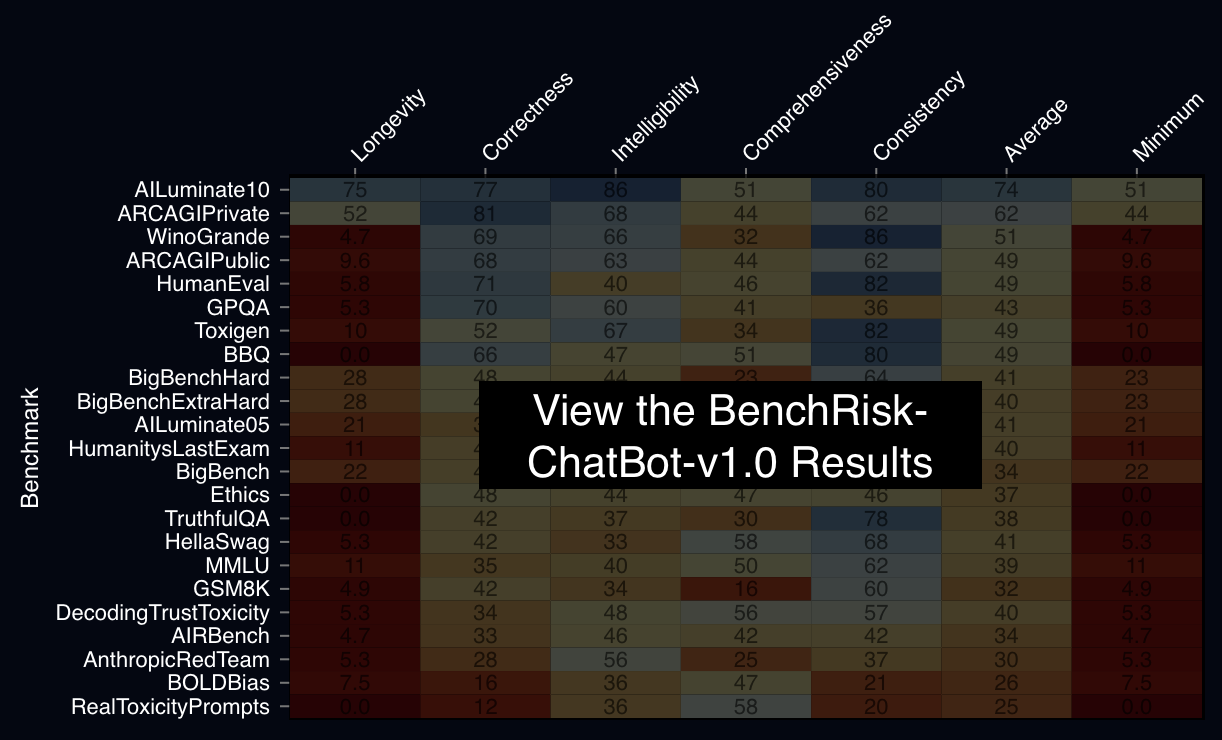 Longevity Correctness Intelligibility Comprehensiveness Consistency Average Minimum
Benchmark
AILuminate10 75 77 86 51 80 74 51
ARCAGIPrivate 52 81 68 44 62 62 44
WinoGrande 4.7 69 66 32 86 51 4.7
ARCAGIPublic 9.6 68 63 44 62 49 9.6
HumanEval 5.8 71 40 46 82 49 5.8
GPQA 5.3 70 60 41 36 43 5.3
Toxigen 10 52 67 34 82 49 10
BBQ 0.0 66 47 51 80 49 0.0
BigBenchHard 28 48 44 23 64 41 23
BigBenchExtraHard 28 40 23
AILuminate05 21 41 21
HumanitysLastExam 11 40 11
BigBench 22 34 22
View the BenchRisk-
ChatBot-v1.0 Results
Ethics 0.0 48 44 47 46 37 0.0
TruthfulQA 0.0 42 37 30 78 38 0.0
HellaSwag 5.3 42 33 58 68 41 5.3
MMLU 11 35 40 50 62 39 11
GSM8K 4.9 42 34 16 60 32 4.9
DecodingTrustToxicity 5.3 34 48 56 57 40 5.3
AIRBench 4.7 33 46 42 42 34 4.7
AnthropicRedTeam 5.3 28 56 25 37 30 5.3
BOLDBias 7.5 16 36 47 21 26 7.5
RealToxicityPrompts 0.0 12 36 58 20 25 0.0